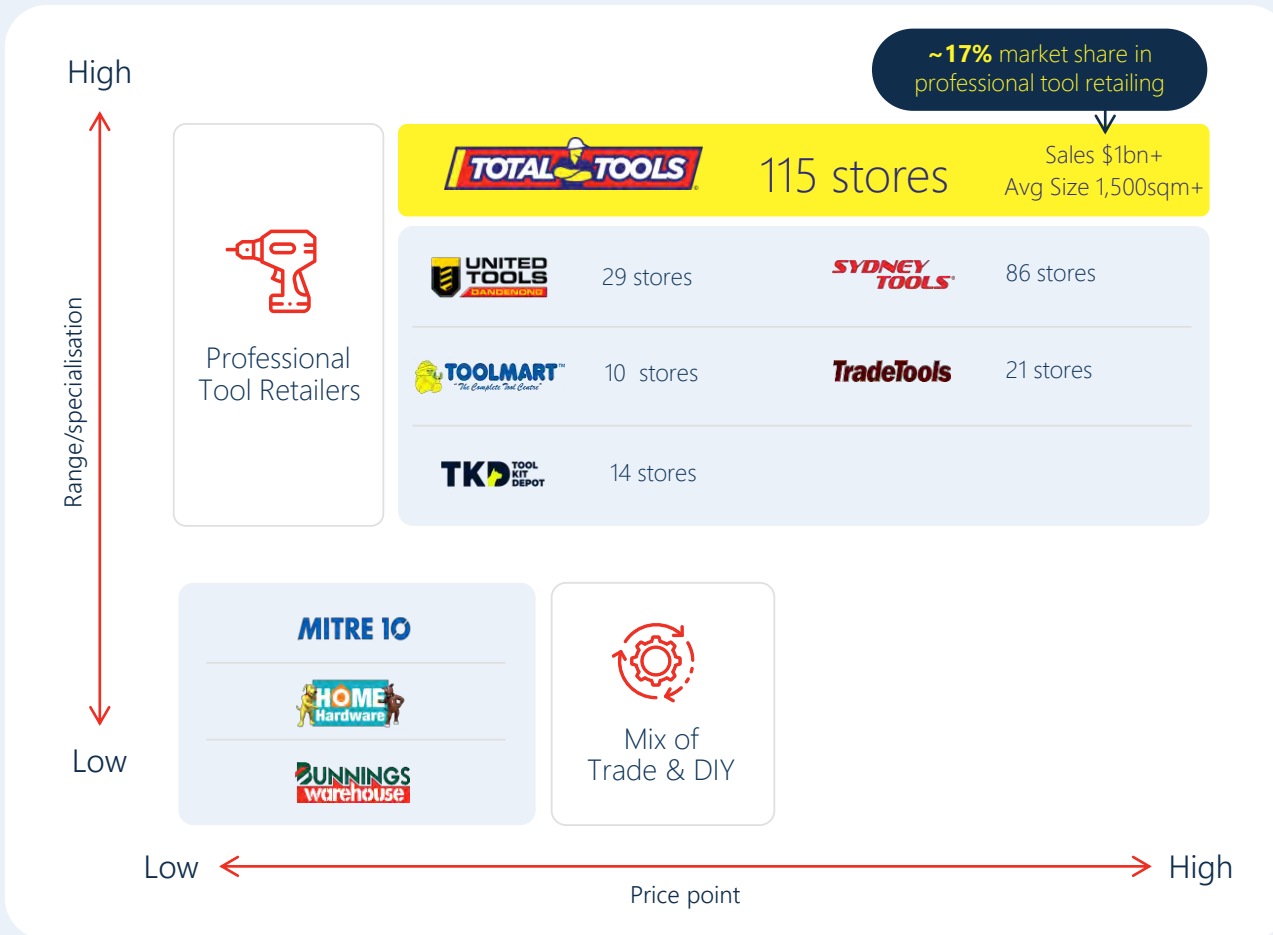 High
~17% market share in
professional tool retailing
TOTAL TOOLS
115 stores
Sales $1bn+
Avg Size 1,500sqm+
Range/specialisation
Professional
Tool Retailers
UNITED
TOOLS
DANDENONG
29 stores
SYDNEY
TOOLS
86 stores
TOOLMART™
"The Complete Tool Centre"
10 stores
TradeTools
21 stores
TKD TOOL
KIT
DEPOT
14 stores
MITRE 10
HOME
Hardware
BUNNINGS
warehouse
Mix of
Trade & DIY
Low
Low
High
Price point